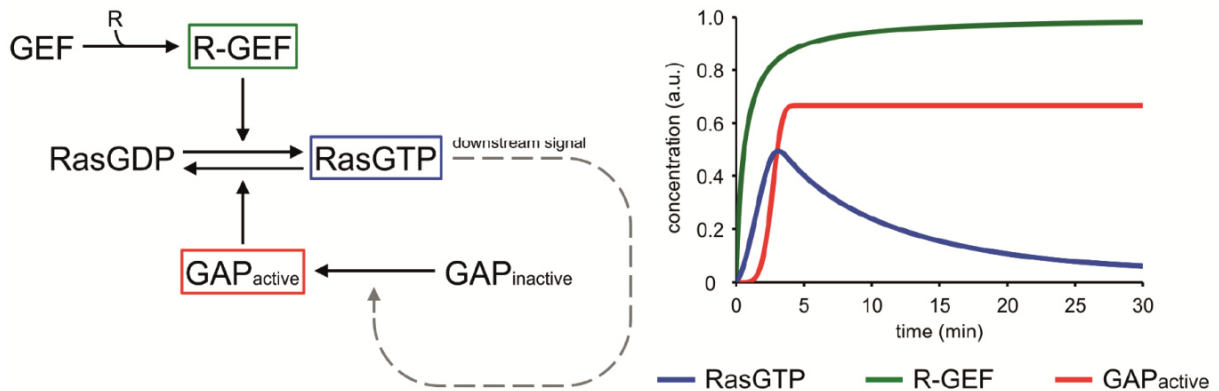 R
GEF
R-GEF
RasGDP
RasGTP
downstream signal
GAPactive
GAPinactive
concentration (a.u.)
1.0
0.8
0.6
0.4
0.2
0
0
5
10
15
20
25
30
time (min)
RasGTP
R-GEF
GAPactive